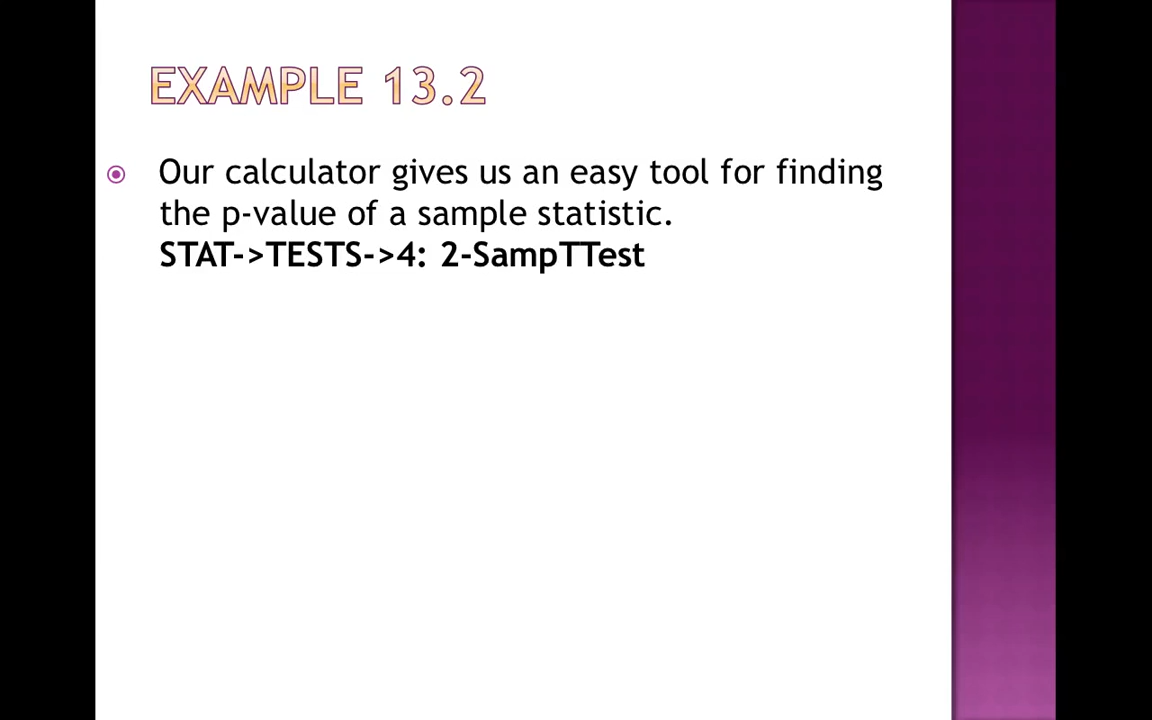 EXAMPLE 13.2
Our calculator gives us an easy tool for finding
the p-value of a sample statistic.
STAT->TESTS->4: 2-SampTTest